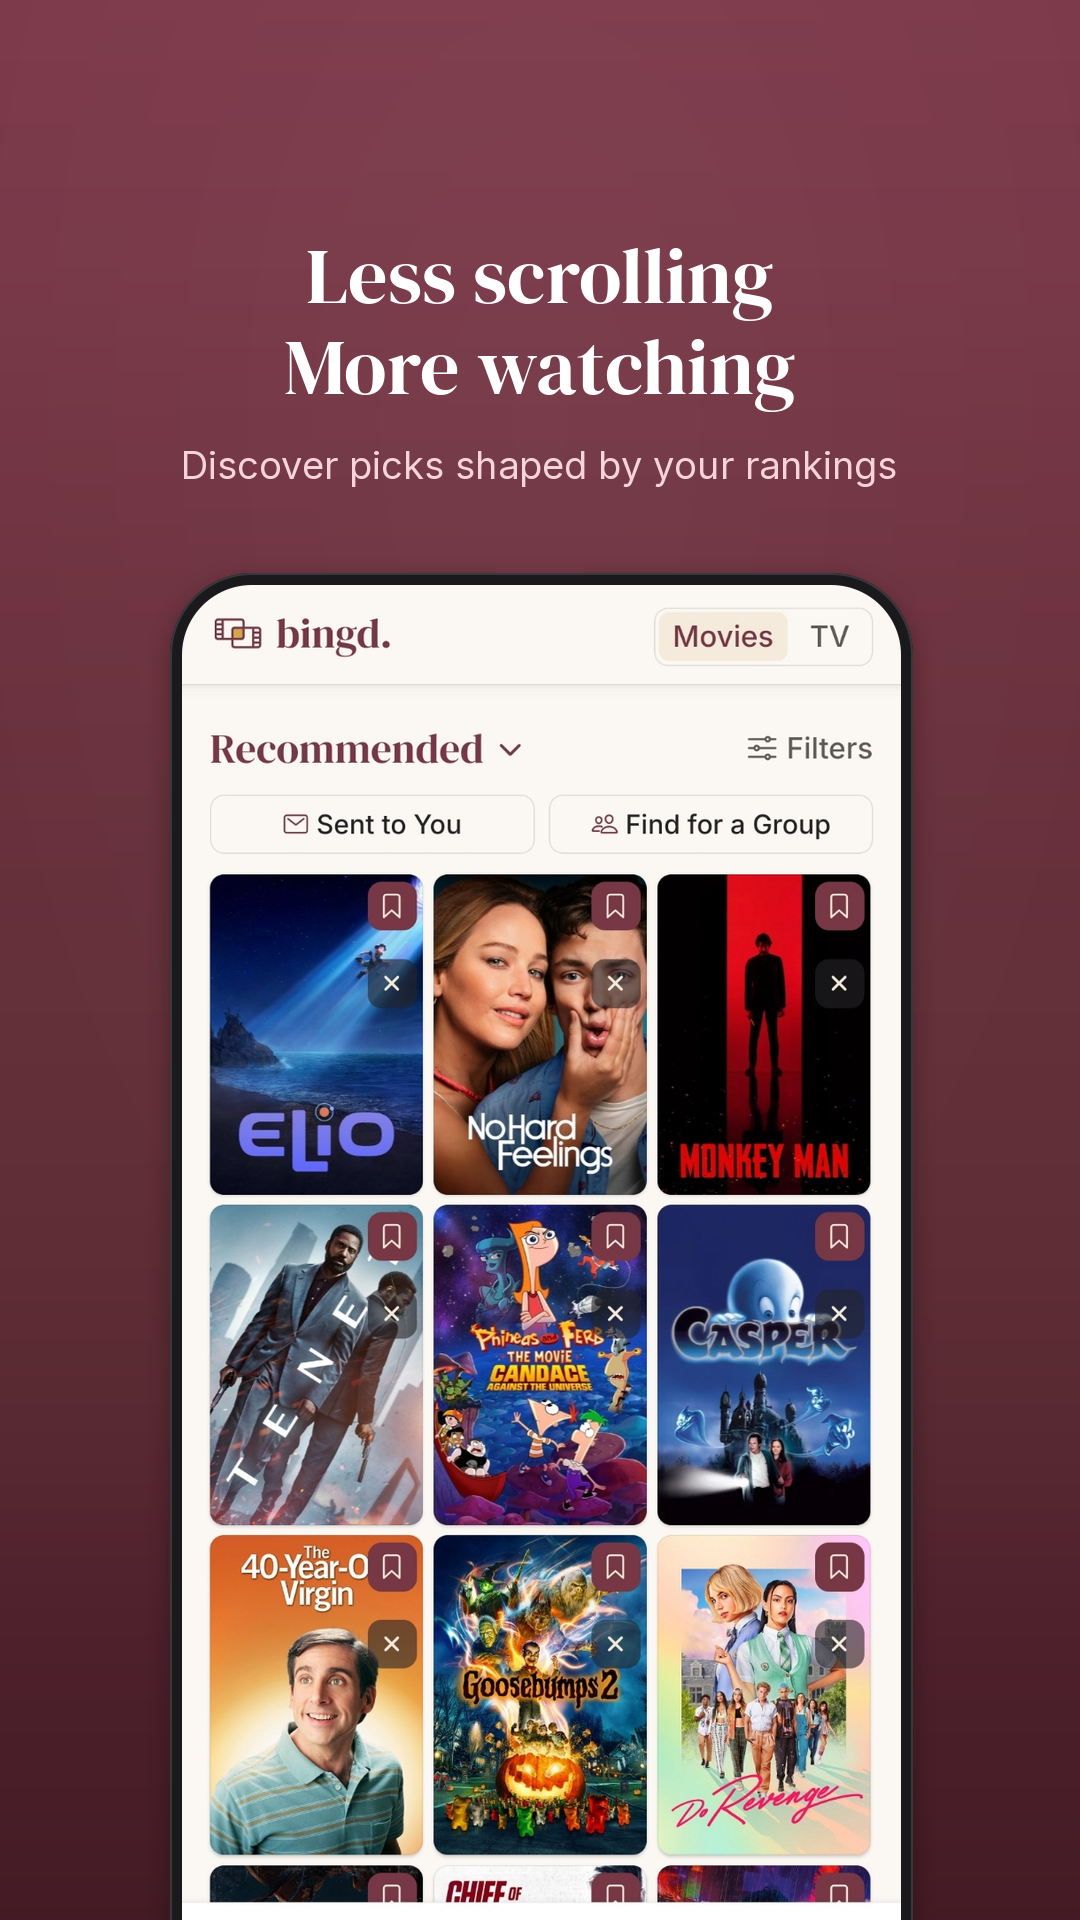 Less scrolling
More watching
Discover picks shaped by your rankings
bingd.
Movies
TV
Recommended
Filters
Sent to You
Find for a Group
ELiO
No Hard
Feelings
MONKEY MAN
TENE
Phineas and FERB
THE MOVIE
CANDACE
AGAINST THE UNIVERSE
CASPER
The
40-Year-O
Virgin
Goosebumps 2
Do Revenge
CHIEF OF